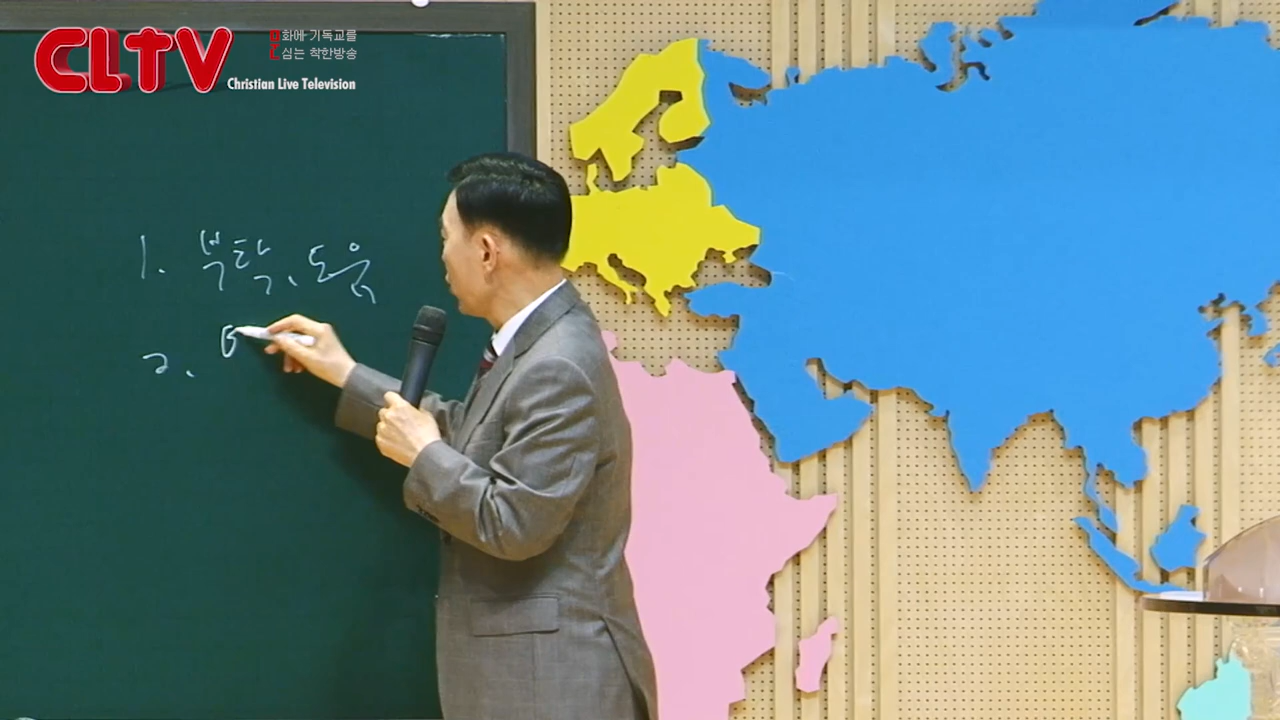 CLTV
문화에 기독교를
심는 착한방송
Christian Live Television
1. 부탁、도움
2.